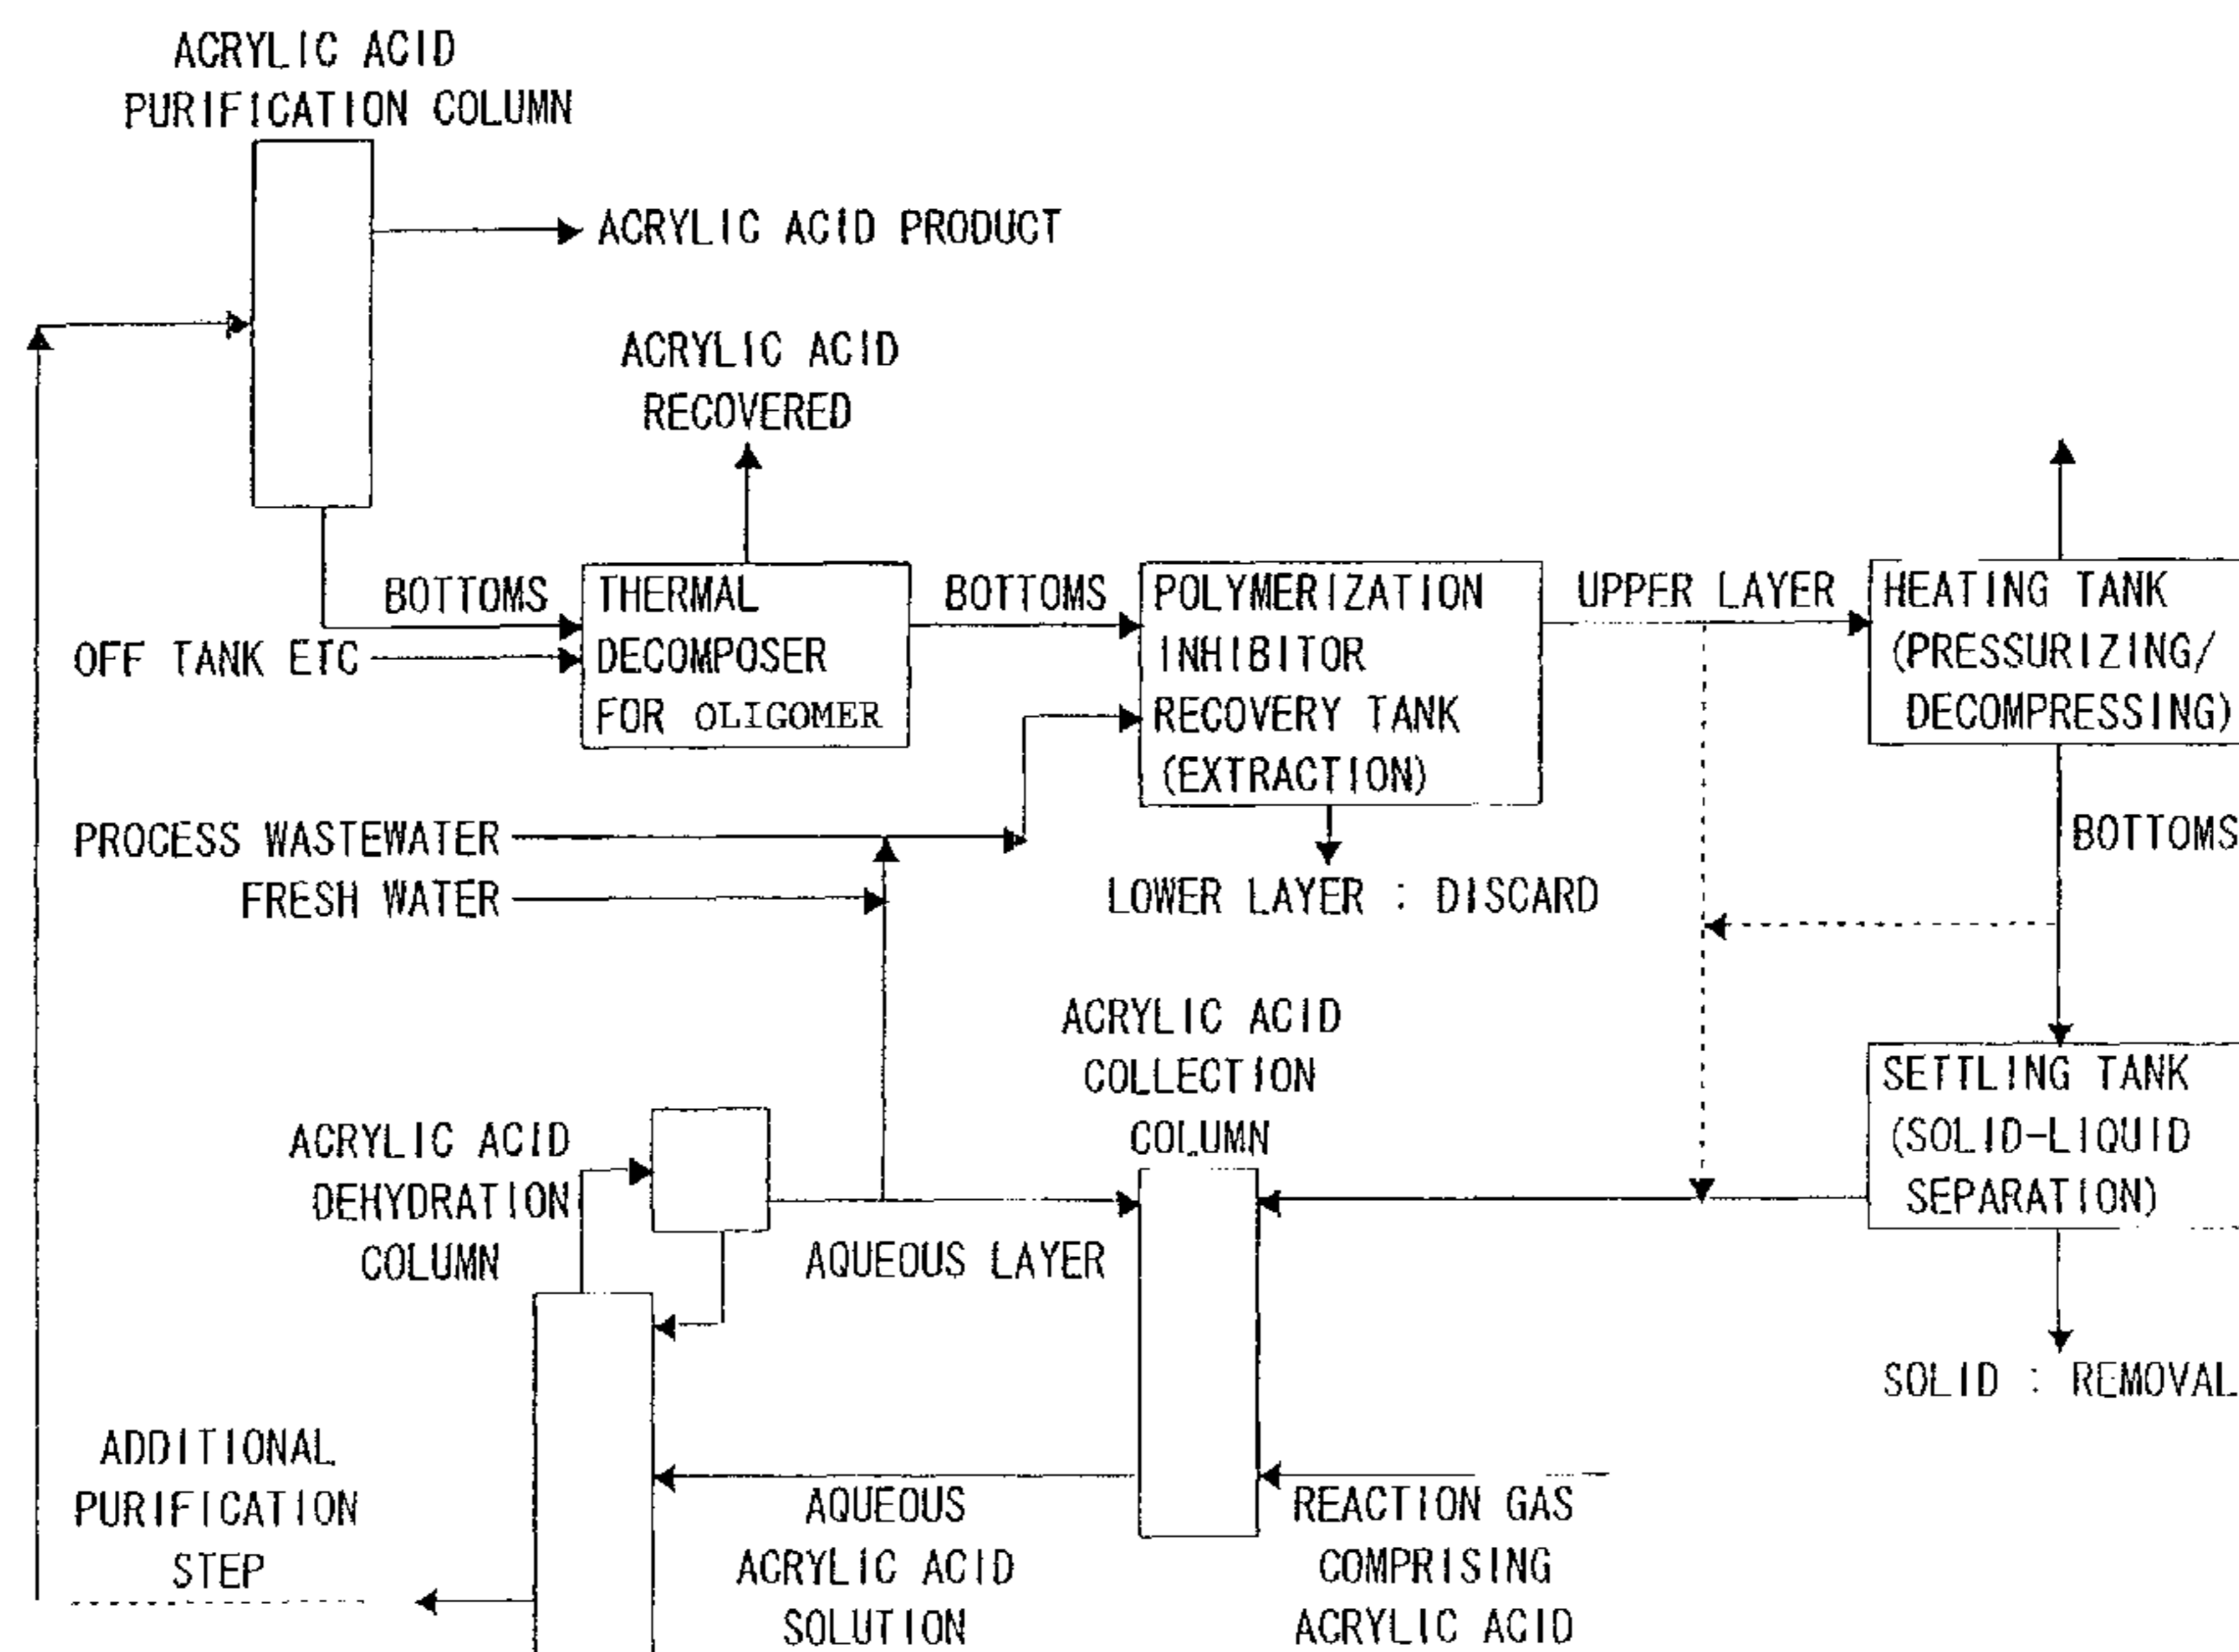 ACRYLIC ACID
PURIFICATION COLUMN
ACRYLIC ACID PRODUCT
ACRYLIC ACID
RECOVERED
BOTTOMS
OFF TANK ETC
THERMAL
DECOMPOSER
FOR OLIGOMER
BOTTOMS
POLYMERIZATION
INHIBITOR
RECOVERY TANK
(EXTRACTION)
UPPER LAYER
HEATING TANK
(PRESSURIZING/
DECOMPRESSING)
PROCESS WASTEWATER
FRESH WATER
LOWER LAYER : DISCARD
BOTTOMS
ACRYLIC ACID
COLLECTION
COLUMN
SETTLING TANK
(SOLID-LIQUID
SEPARATION)
ACRYLIC ACID
DEHYDRATION
COLUMN
AQUEOUS LAYER
SOLID : REMOVAL
ADDITIONAL
PURIFICATION
STEP
AQUEOUS
ACRYLIC ACID
SOLUTION
REACTION GAS
COMPRISING
ACRYLIC ACID